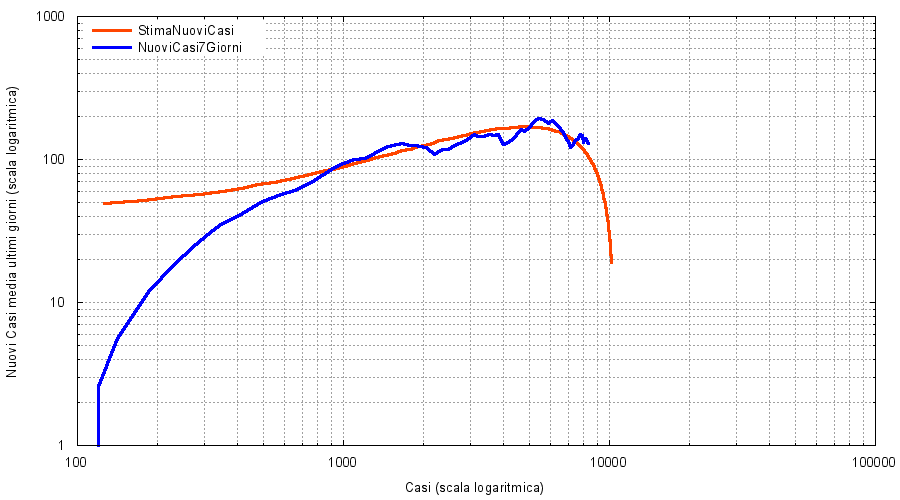 1000
StimaNuoviCasi
NuoviCasi7Giorni
100
10
1
100
1000
10000
100000
Nuovi Casi media ultimi giorni (scala logaritmica)
Casi (scala logaritmica)